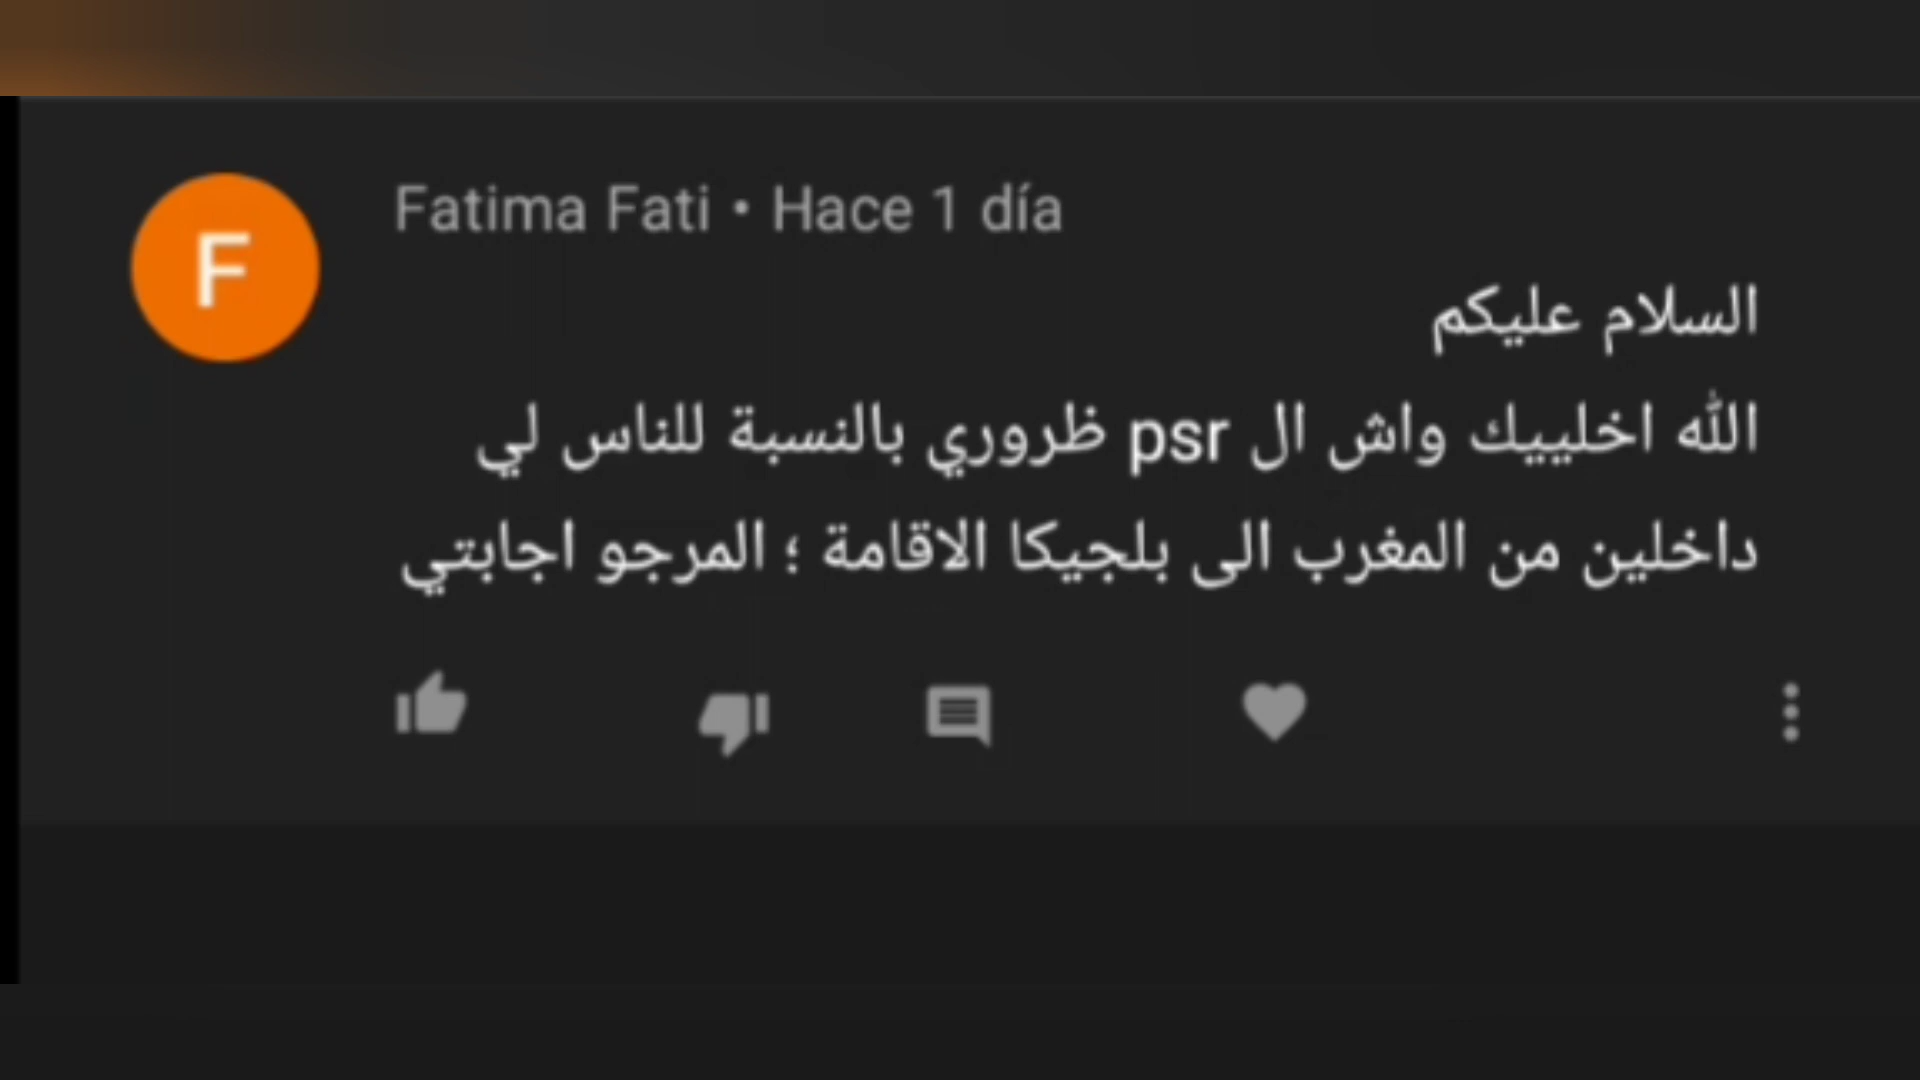 F
Fatima Fati • Hace 1 día
السلام عليكم
الله اخلييك واش ال psr ظروري بالنسبة للناس لي
داخلين من المغرب الى بلجيكا الاقامة ؛ المرجو اجابتي